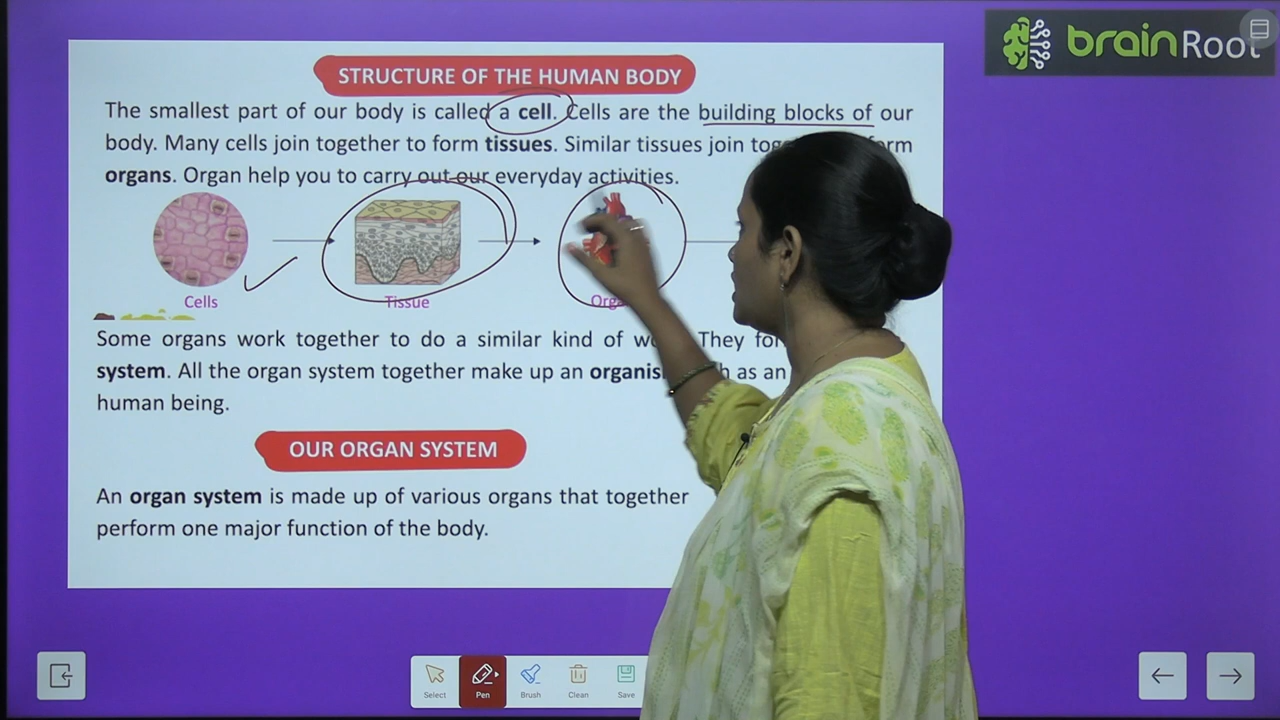 brainRoot
STRUCTURE OF THE HUMAN BODY
The smallest part of our body is called a cell. Cells are the building blocks of our
body. Many cells join together to form tissues. Similar tissues join
organs. Organ help you to carry out our everyday activities.
Cells Tissue
Some organs work together to do a similar kind of They
system. All the organ system together make up an as an
human being.
OUR ORGAN SYSTEM
An organ system is made up of various organs that together
perform one major function of the body.
Select Pen Brush Clean Save